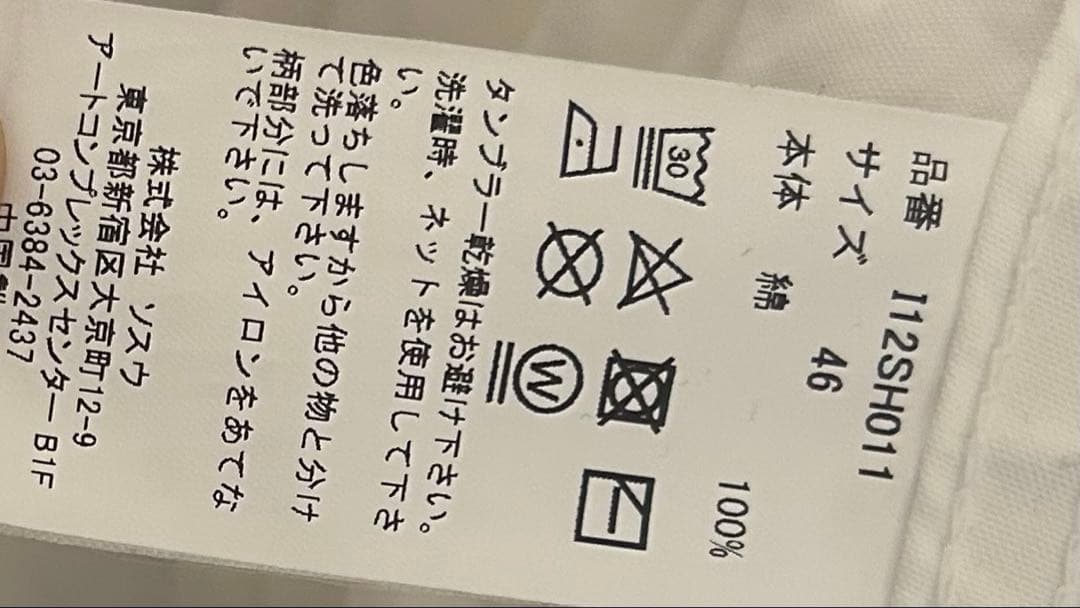 品番 I12SH011
サイズ 46
本体 綿 100%
30
W
タンブラー乾燥はお避け下さい。
洗濯時、ネットを使用して下さ
い。
色落ちしますから他の物と分け
て洗って下さい。
柄部分には、アイロンをあてな
いで下さい。
株式会社 ソスウ
東京都新宿区大京町12-9
アートコンプレックスセンター B1F
03-6384-2437
中国製